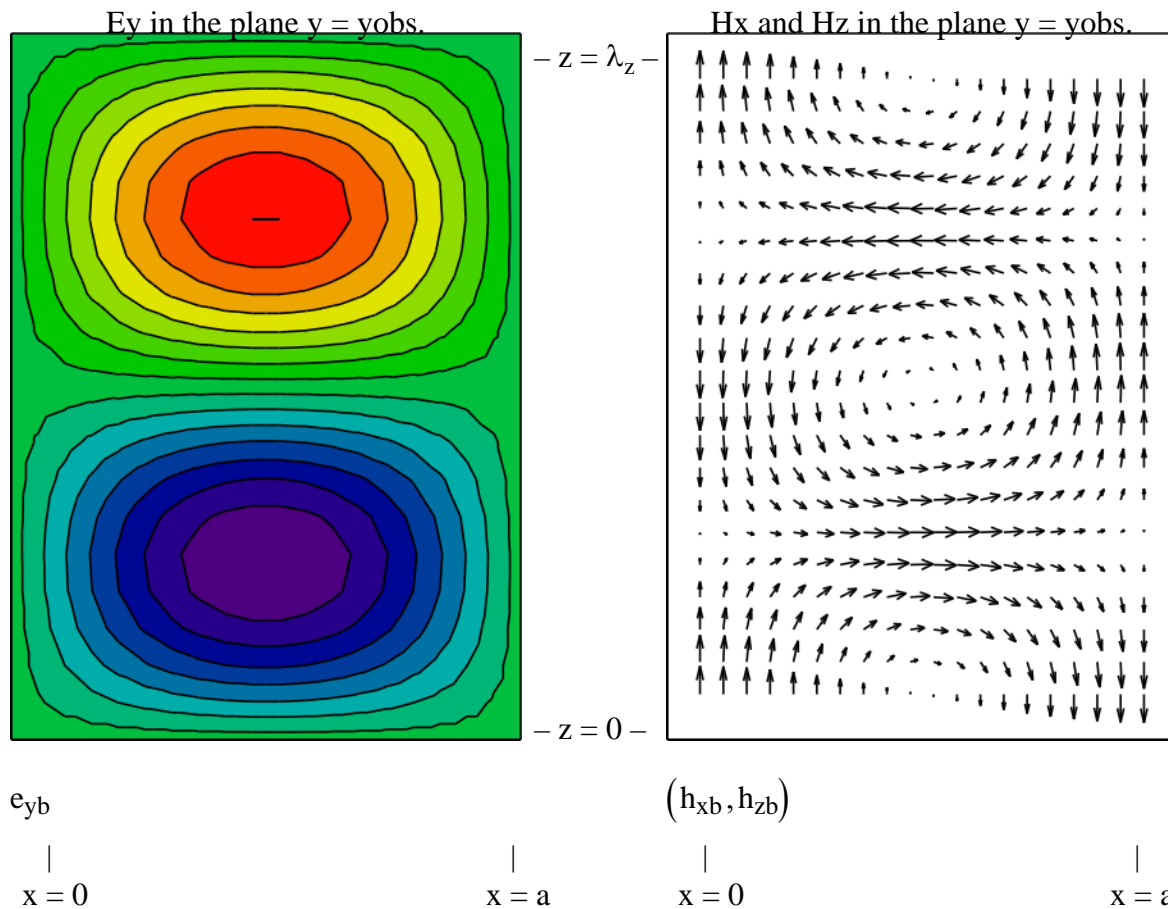 Ey in the plane y = yobs.
Hx and Hz in the plane y = yobs.
– z = λz –
– z = 0 –
eyb
(hxb, hzb)
| | | |
x = 0 x = a x = 0 x = a